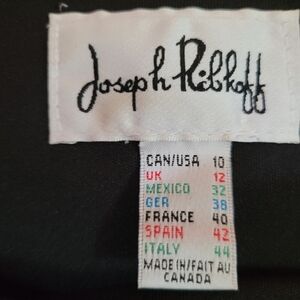 Joseph Ribkoff
CAN/USA 10
UK 12
MEXICO 32
GER 38
FRANCE 40
SPAIN 42
ITALY 44
MADE IN/FAIT AU
CANADA